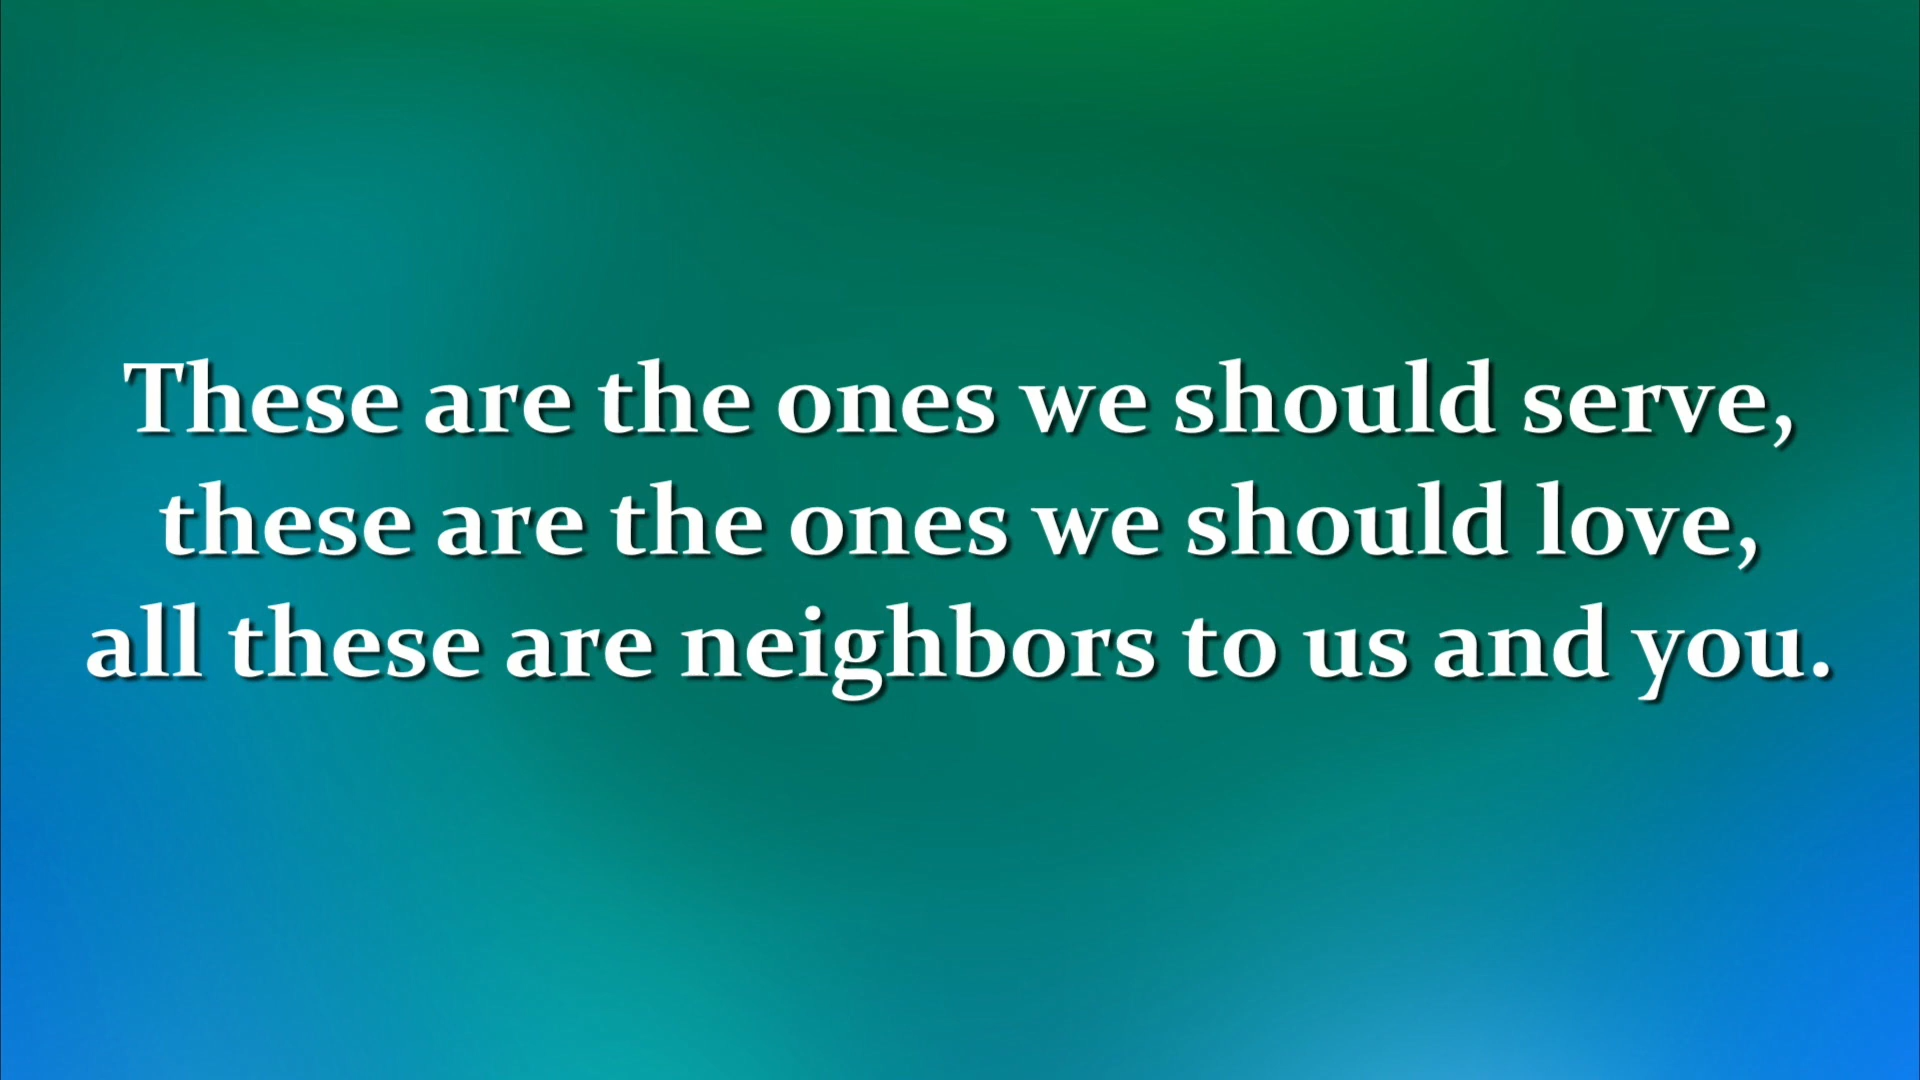 These are the ones we should serve,
these are the ones we should love,
all these are neighbors to us and you.